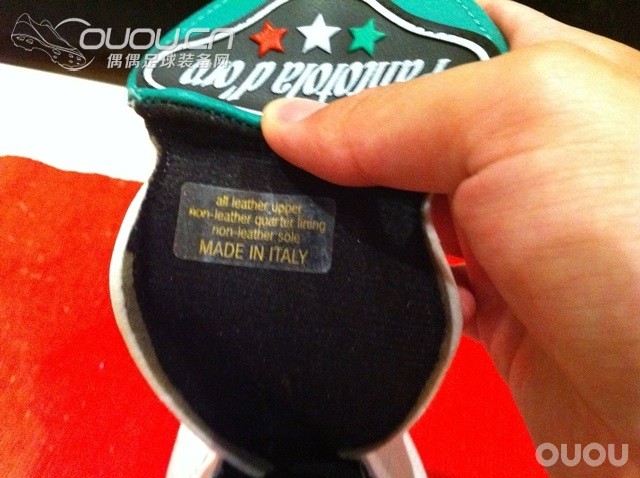 OUOU.CN
偶偶足球装备网
Pantofola d'oro
all leather upper
non-leather quarter lining
non-leather sole
MADE IN ITALY
OUOU